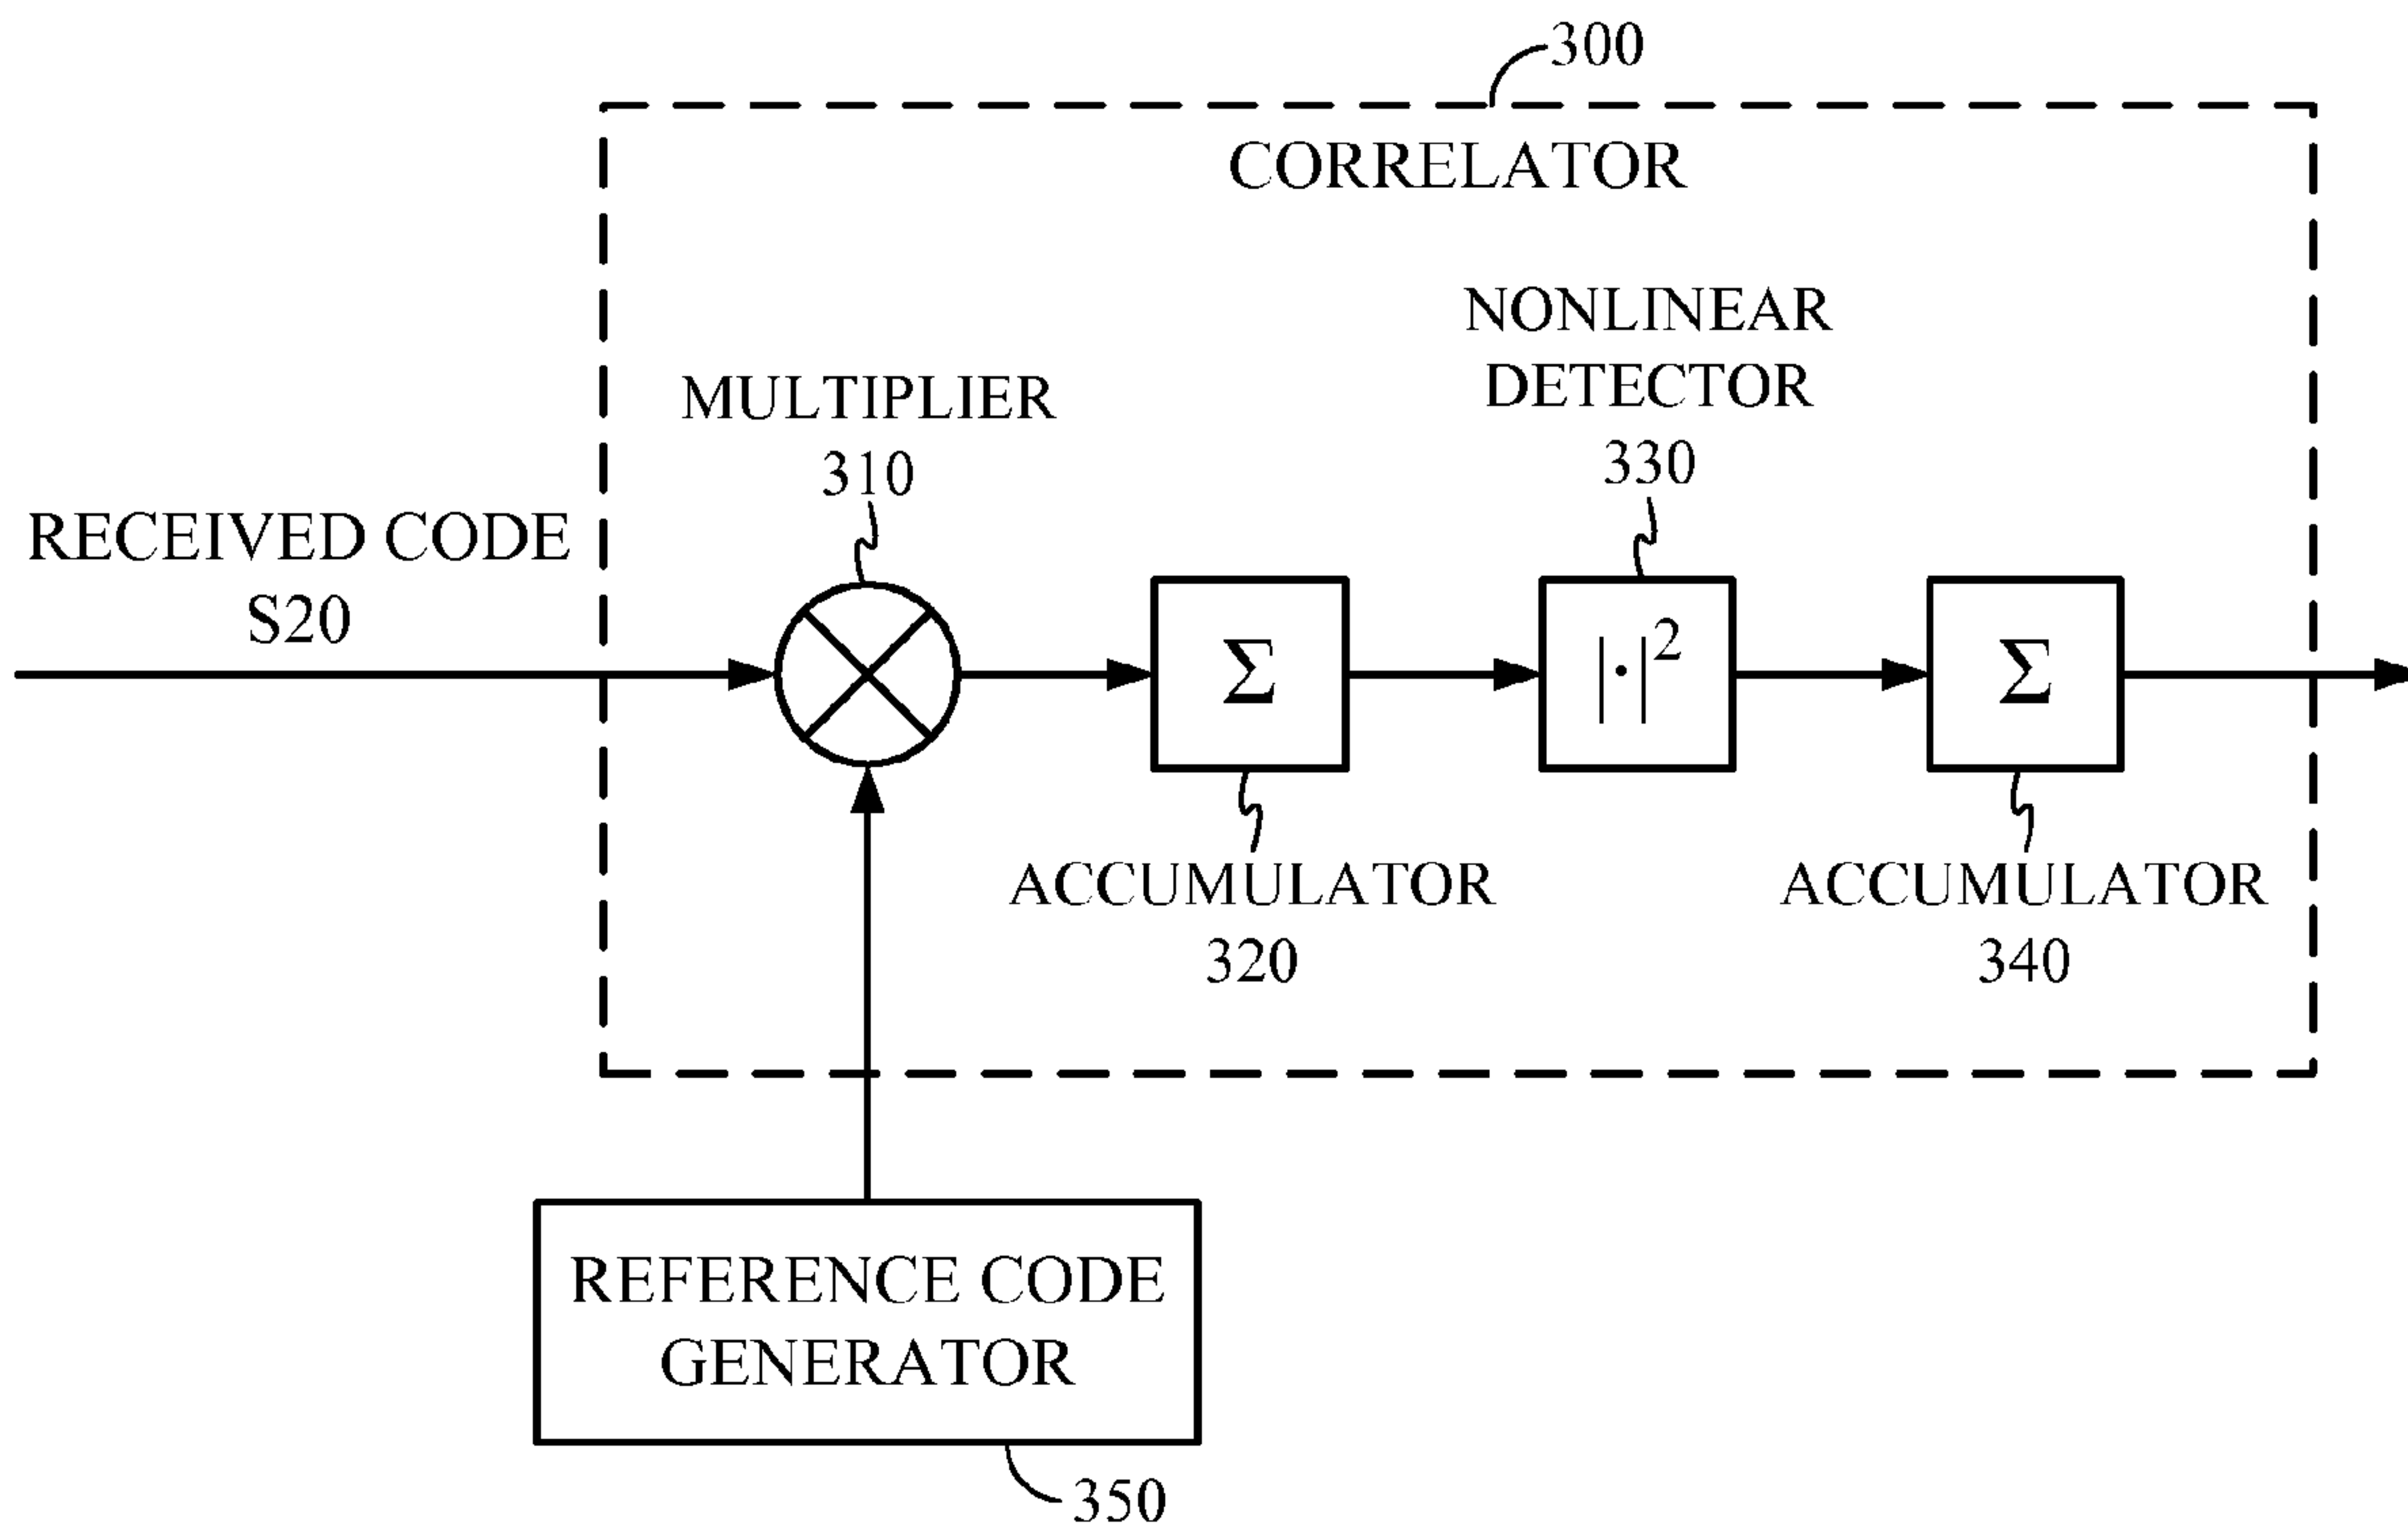 300
CORRELATOR
NONLINEAR
DETECTOR
330
MULTIPLIER
310
RECEIVED CODE
S20
Σ
|·|²
Σ
ACCUMULATOR
320
ACCUMULATOR
340
REFERENCE CODE
GENERATOR
350